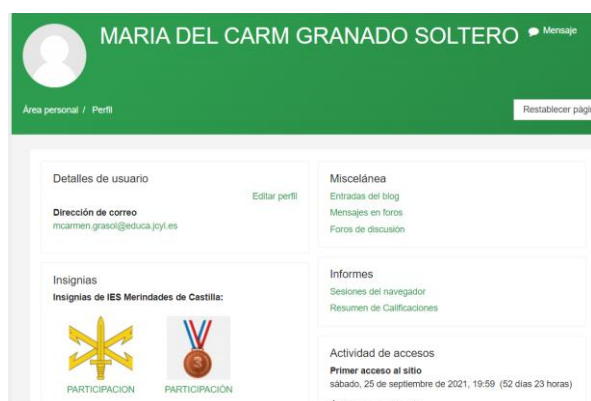 MARIA DEL CARM GRANADO SOLTERO
Mensaje
Área personal / Perfil
Restablecer pági
Detalles de usuario
Editar perfil
Dirección de correo
mcarmen.grasol@educa.jcyl.es
Insignias
Insignias de IES Merindades de Castilla:
3
PARTICIPACION
PARTICIPACIÓN
Miscelánea
Entradas del blog
Mensajes en foros
Foros de discusión
Informes
Sesiones del navegador
Resumen de Calificaciones
Actividad de accesos
Primer acceso al sitio
sábado, 25 de septiembre de 2021, 19:59 (52 días 23 horas)